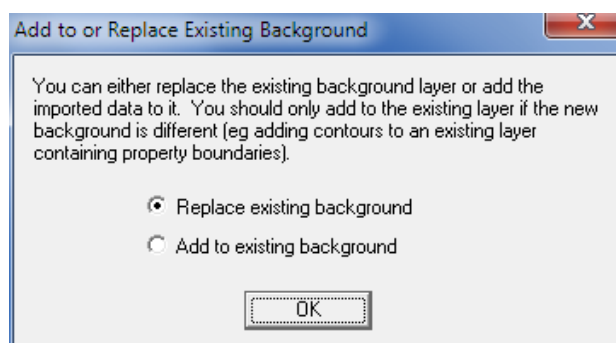 Add to or Replace Existing Background
You can either replace the existing background layer or add the
imported data to it. You should only add to the existing layer if the new
background is different (eg adding contours to an existing layer
containing property boundaries).
Replace existing background
Add to existing background
OK